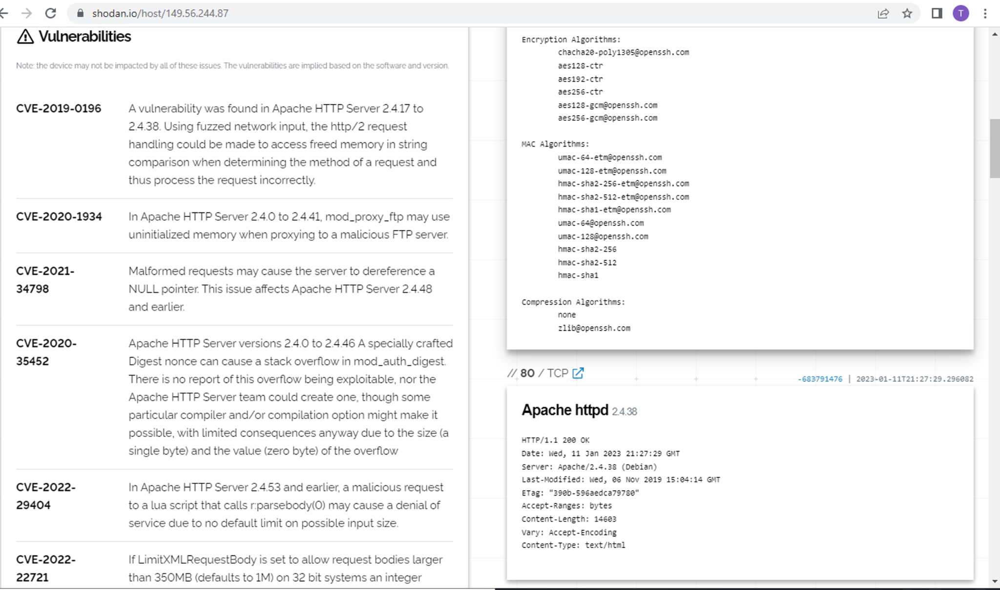 shodan.io/host/149.56.244.87
T
Vulnerabilities
Note: the device may not be impacted by all of these issues. The vulnerabilities are implied based on the software and version.
CVE-2019-0196
A vulnerability was found in Apache HTTP Server 2.4.17 to
2.4.38. Using fuzzed network input, the http/2 request
handling could be made to access freed memory in string
comparison when determining the method of a request and
thus process the request incorrectly.
CVE-2020-1934
In Apache HTTP Server 2.4.0 to 2.4.41, mod_proxy_ftp may use
uninitialized memory when proxying to a malicious FTP server.
CVE-2021-
34798
Malformed requests may cause the server to dereference a
NULL pointer. This issue affects Apache HTTP Server 2.4.48
and earlier.
CVE-2020-
35452
Apache HTTP Server versions 2.4.0 to 2.4.46 A specially crafted
Digest nonce can cause a stack overflow in mod_auth_digest.
There is no report of this overflow being exploitable, nor the
Apache HTTP Server team could create one, though some
particular compiler and/or compilation option might make it
possible, with limited consequences anyway due to the size (a
single byte) and the value (zero byte) of the overflow
CVE-2022-
29404
In Apache HTTP Server 2.4.53 and earlier, a malicious request
to a lua script that calls r:parsebody(0) may cause a denial of
service due to no default limit on possible input size.
CVE-2022-
22721
If LimitXMLRequestBody is set to allow request bodies larger
than 350MB (defaults to 1M) on 32 bit systems an integer
Encryption Algorithms:
chacha20-poly1305@openssh.com
aes128-ctr
aes192-ctr
aes256-ctr
aes128-gcm@openssh.com
aes256-gcm@openssh.com
MAC Algorithms:
umac-64-etm@openssh.com
umac-128-etm@openssh.com
hmac-sha2-256-etm@openssh.com
hmac-sha2-512-etm@openssh.com
hmac-sha1-etm@openssh.com
umac-64@openssh.com
umac-128@openssh.com
hmac-sha2-256
hmac-sha2-512
hmac-sha1
Compression Algorithms:
none
zlib@openssh.com
// 80 / TCP
-683791476 | 2023-01-11T21:27:29.296082
Apache httpd 2.4.38
HTTP/1.1 200 OK
Date: Wed, 11 Jan 2023 21:27:29 GMT
Server: Apache/2.4.38 (Debian)
Last-Modified: Wed, 06 Nov 2019 15:04:14 GMT
ETag: "390b-596aedca79780"
Accept-Ranges: bytes
Content-Length: 14603
Vary: Accept-Encoding
Content-Type: text/html